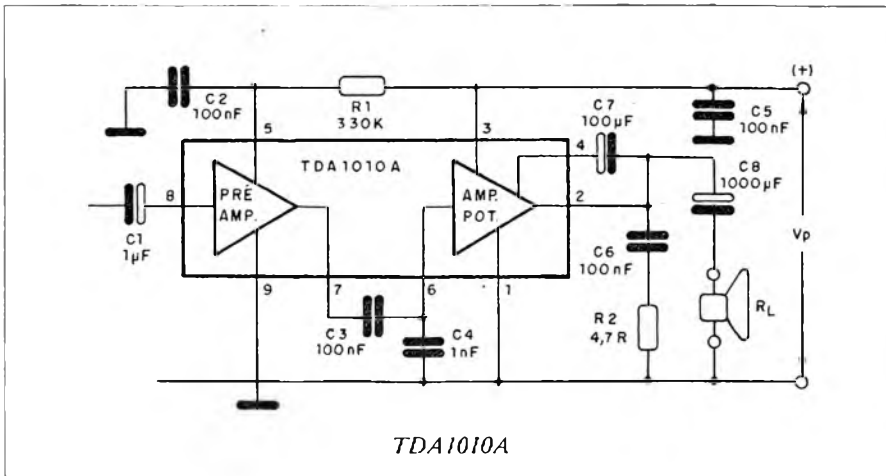 C2
100nF
R1
330K
(+)
C7
100µF
C5
100nF
5
3
4
TDA1010A
C8
1000µF
8
PRÉ
AMP.
AMP.
POT.
2
C1
1µF
Vp
C6
100nF
9
7
6
1
RL
C3
100nF
C4
1nF
R2
4,7R
TDA1010A